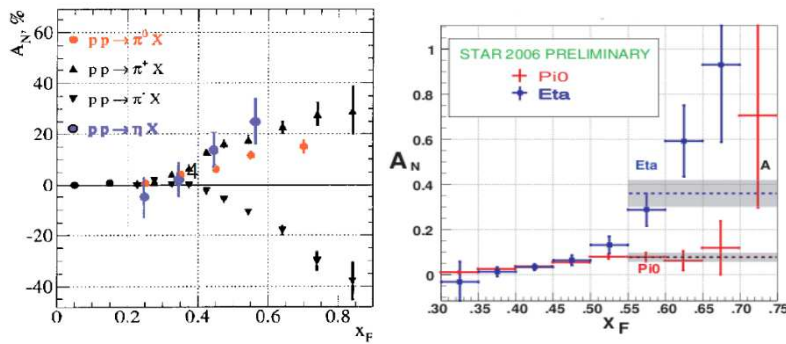 A_N, %
60
40
20
0
-20
-40
p p → π⁰ X
p p → π⁺ X
p p → π⁻ X
p p → η X
4
0 0.2 0.4 0.6 0.8 1
x_F
STAR 2006 PRELIMINARY
Pi0
Eta
A_N
1
0.8
0.6
0.4
0.2
0
Eta
A
Pi0
.30 .35 .40 .45 .50 .55 .60 .65 .70 .75
X_F